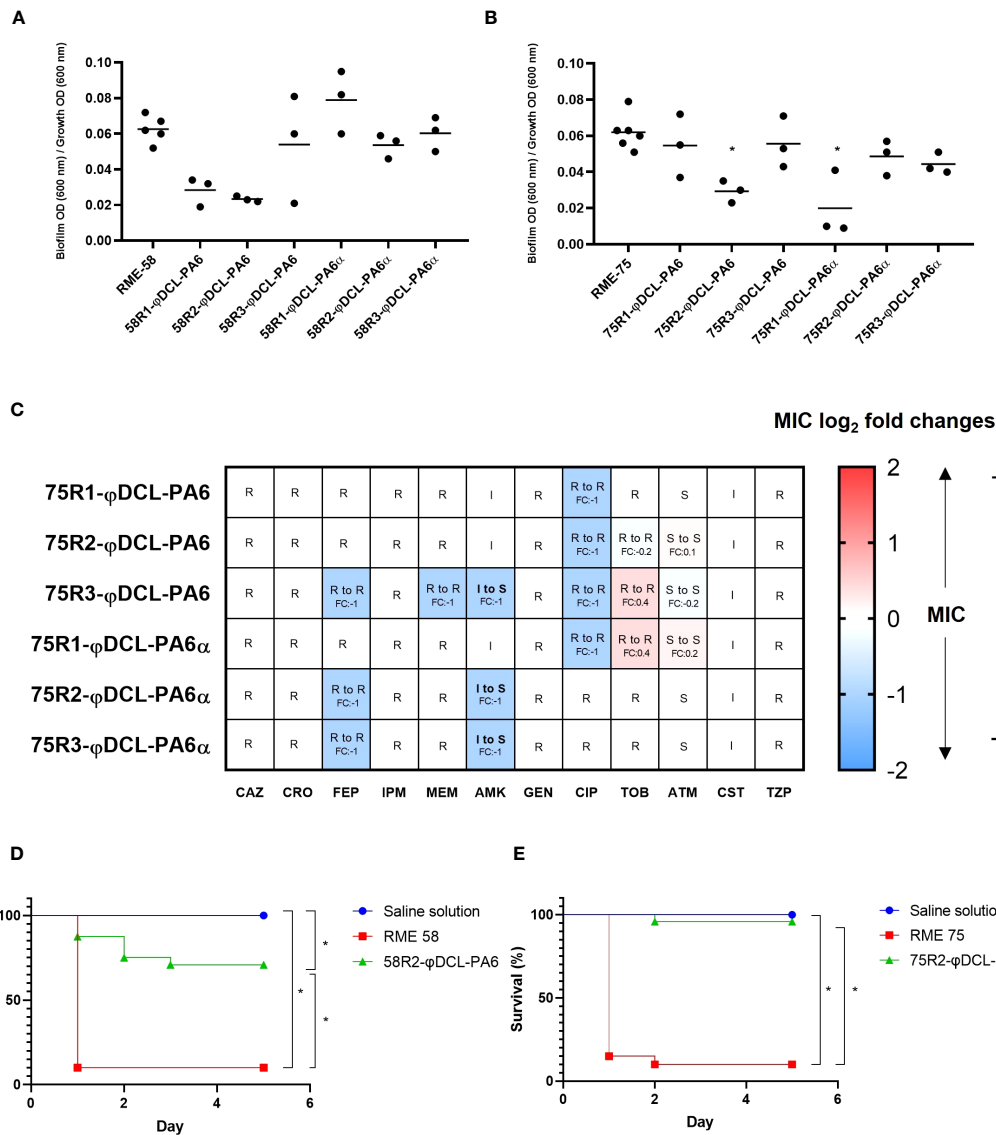 A
Biofilm OD (600 nm) / Growth OD (600 nm)
0.10
0.08
0.06
0.04
0.02
0.00
RME-58
58R1-φDCL-PA6
58R2-φDCL-PA6
58R3-φDCL-PA6
58R1-φDCL-PA6α
58R2-φDCL-PA6α
58R3-φDCL-PA6α
B
Biofilm OD (600 nm) / Growth OD (600 nm)
0.10
0.08
0.06
0.04
0.02
0.00
* *
RME-75
75R1-φDCL-PA6
75R2-φDCL-PA6
75R3-φDCL-PA6
75R1-φDCL-PA6α
75R2-φDCL-PA6α
75R3-φDCL-PA6α
C
MIC log2 fold changes
75R1-φDCL-PA6 R R R R R I R R to R R S I R
FC:-1
75R2-φDCL-PA6 R R R R R I R R to R R to R S to S I R
FC:-1 FC:-0.2 FC:0.1
75R3-φDCL-PA6 R R R to R R R to R I to S R R to R R to R S to S I R
FC:-1 FC:-1 FC:-1 FC:-1 FC:0.4 FC:-0.2
75R1-φDCL-PA6α R R R R R I R R to R R to R S to S I R
FC:-1 FC:0.4 FC:0.2
75R2-φDCL-PA6α R R R to R R R I to S R R R S I R
FC:-1 FC:-1
75R3-φDCL-PA6α R R R to R R R I to S R R R S I R
FC:-1 FC:-1
CAZ CRO FEP IPM MEM AMK GEN CIP TOB ATM CST TZP
2
1
0
-1
-2
MIC
D
100
50
0
0 2 4 6
Day
Saline solution
RME 58
58R2-φDCL-PA6
*
*
*
E
Survival (%)
100
50
0
0 2 4 6
Day
Saline solutio
RME 75
75R2-φDCL-
* *